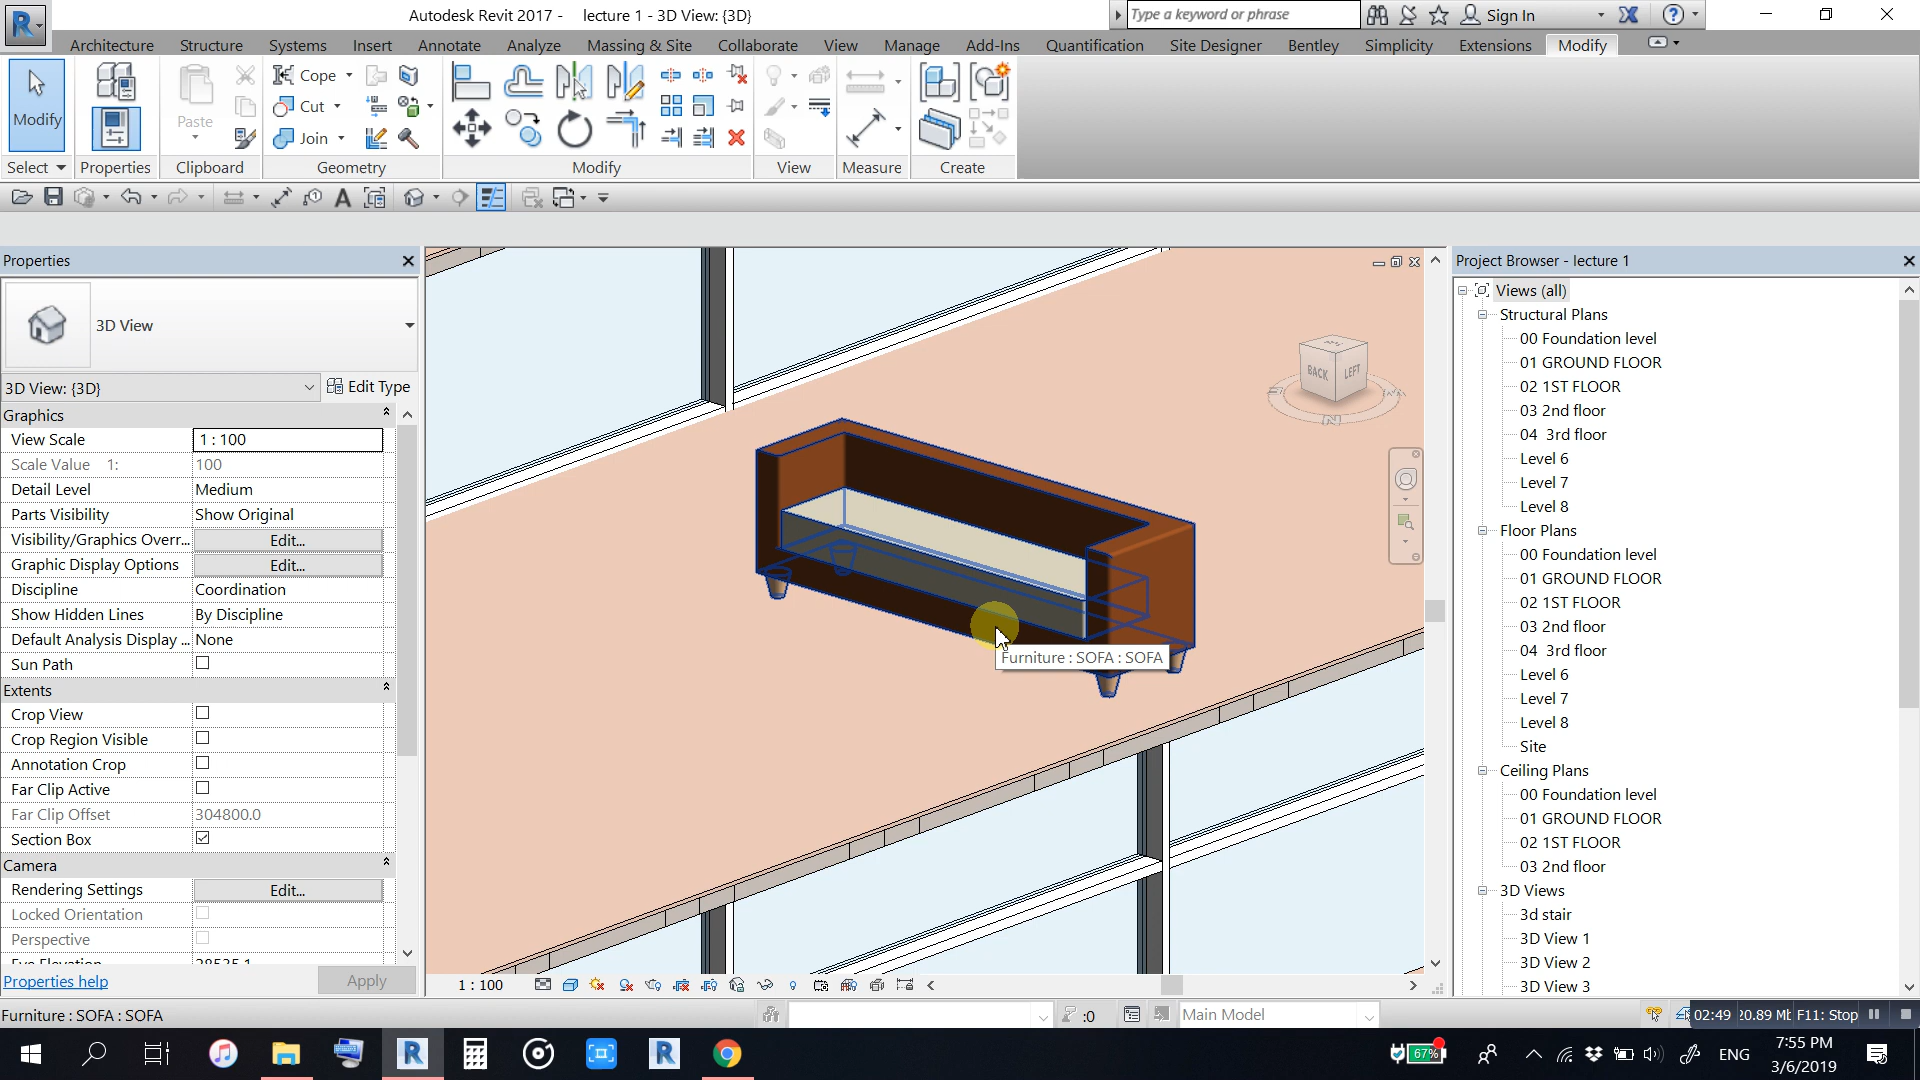 Autodesk Revit 2017 - lecture 1 - 3D View: {3D}
Type a keyword or phrase
Sign In
Architecture Structure Systems Insert Annotate Analyze Massing & Site Collaborate View Manage Add-Ins Quantification Site Designer Bentley Simplicity Extensions Modify
Modify
Paste
Cope
Cut
Join
Select Properties Clipboard Geometry Modify View Measure Create
Properties
3D View
3D View: {3D} Edit Type
Graphics
View Scale 1 : 100
Scale Value 1: 100
Detail Level Medium
Parts Visibility Show Original
Visibility/Graphics Overr... Edit...
Graphic Display Options Edit...
Discipline Coordination
Show Hidden Lines By Discipline
Default Analysis Display ... None
Sun Path
Extents
Crop View
Crop Region Visible
Annotation Crop
Far Clip Active
Far Clip Offset 304800.0
Section Box
Camera
Rendering Settings Edit...
Locked Orientation
Perspective
Eye Elevation 28535.1
Properties help Apply
BACK LEFT
Furniture : SOFA : SOFA
1 : 100
Project Browser - lecture 1
Views (all)
Structural Plans
00 Foundation level
01 GROUND FLOOR
02 1ST FLOOR
03 2nd floor
04 3rd floor
Level 6
Level 7
Level 8
Floor Plans
00 Foundation level
01 GROUND FLOOR
02 1ST FLOOR
03 2nd floor
04 3rd floor
Level 6
Level 7
Level 8
Site
Ceiling Plans
00 Foundation level
01 GROUND FLOOR
02 1ST FLOOR
03 2nd floor
3D Views
3d stair
3D View 1
3D View 2
3D View 3
Furniture : SOFA : SOFA
:0
Main Model
02:49 20.89 MB F11: Stop
67%
ENG
7:55 PM
3/6/2019